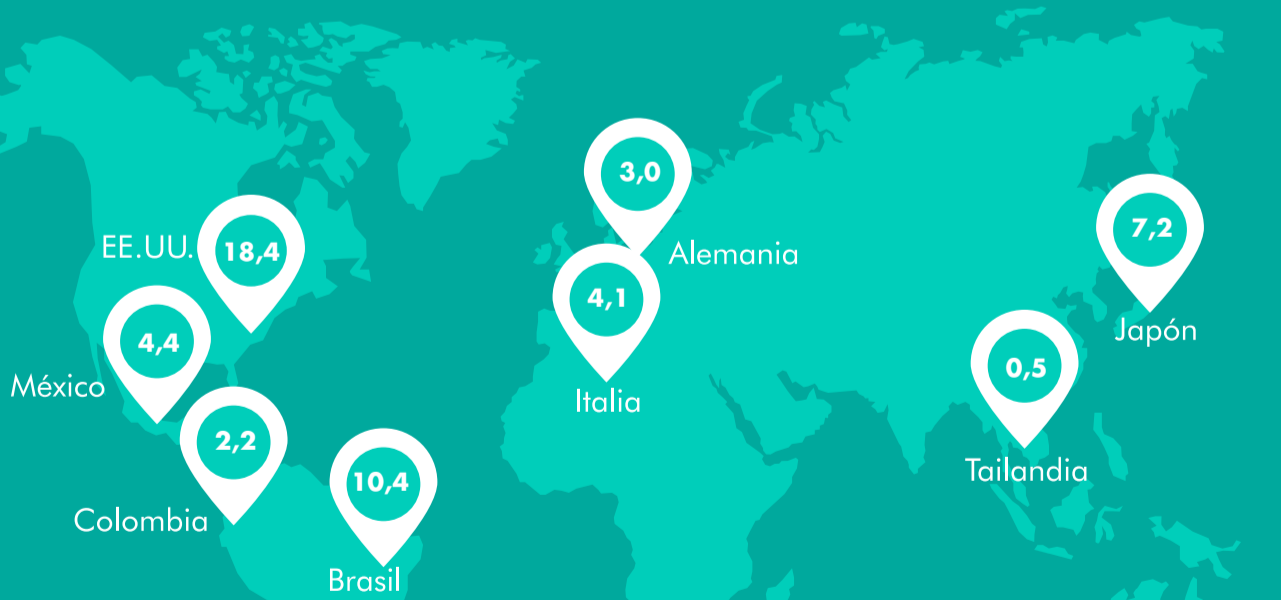 3,0
EE.UU.
18,4
Alemania
7,2
4,1
Japón
4,4
México
Italia
0,5
2,2
Tailandia
10,4
Colombia
Brasil